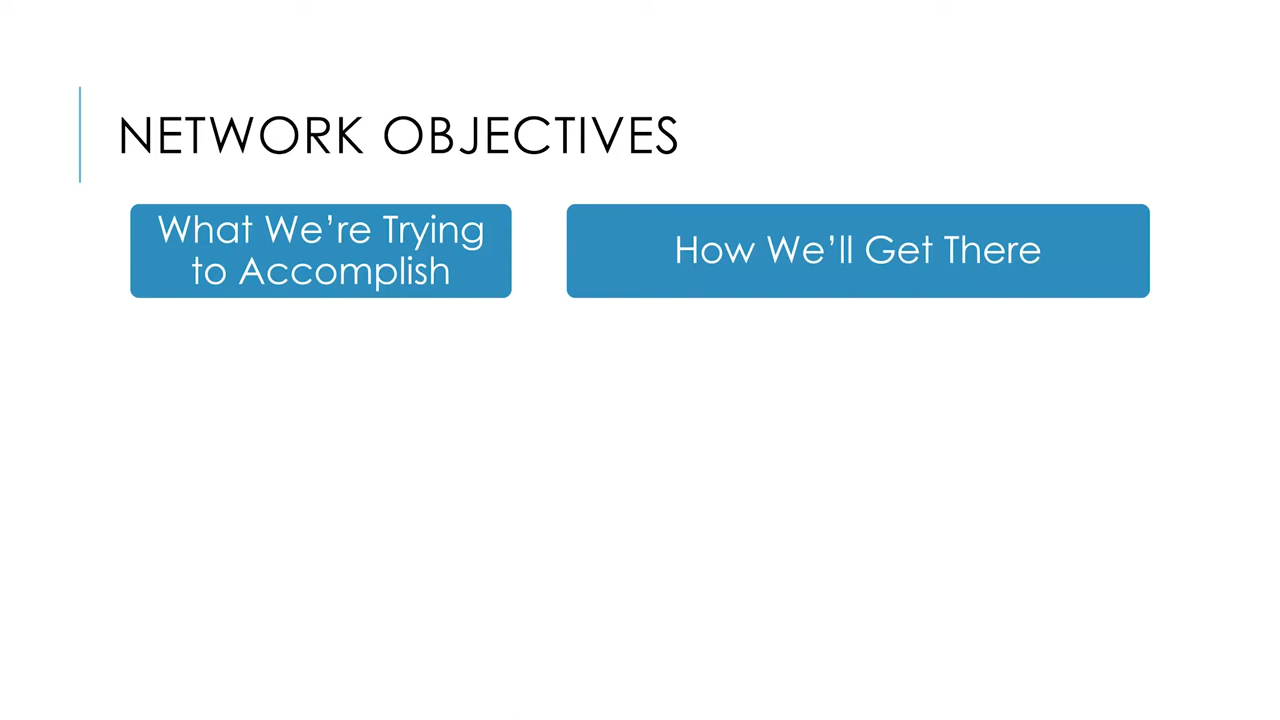 NETWORK OBJECTIVES
What We’re Trying
to Accomplish
How We’ll Get There